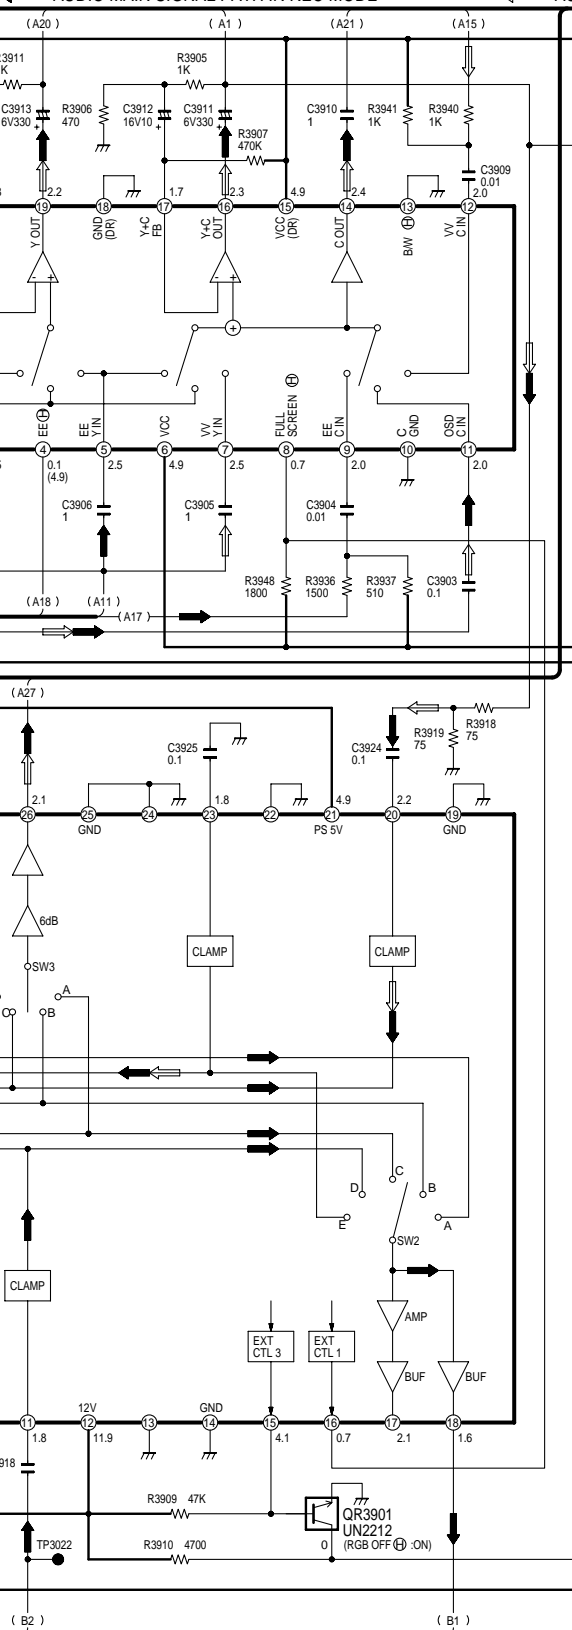 (A20)
(A1)
(A21)
(A15)
3911
K
R3905
1K
C3913
6V330
+
R3906
470
C3912
16V10
+
C3911
6V330
+
R3907
470K
C3910
1
R3941
1K
R3940
1K
C3909
0.01
2.2
1.7
2.3
4.9
2.4
2.0
19
18
17
16
15
14
13
12
Y OUT
GND
(DR)
Y+C
FB
Y+C
OUT
VCC
(DR)
C OUT
B/W H
VV
C IN
- +
- +
+
EE H
EE
Y IN
VCC
VV
Y IN
FULL
SCREEN H
EE
C IN
C
GND
OSD
C IN
4
5
6
7
8
9
10
11
0.1
(4.9)
2.5
4.9
2.5
0.7
2.0
2.0
C3906
1
C3905
1
C3904
0.01
R3948
1800
R3936
1500
R3937
510
C3903
0.1
(A18)
(A11)
(A17)
(A27)
C3925
0.1
C3924
0.1
R3919
75
R3918
75
2.1
1.8
4.9
2.2
26
25
24
23
22
21
20
19
GND
PS 5V
GND
6dB
CLAMP
CLAMP
SW3
A
C
B
C
D
B
E
A
SW2
CLAMP
AMP
EXT
CTL 3
EXT
CTL 1
BUF
BUF
12V
GND
11
12
13
14
15
16
17
18
1.8
11.9
4.1
0.7
2.1
1.6
918
R3909 47K
QR3901
UN2212
TP3022
R3910 4700
0
(RGB OFF H :ON)
(B2)
(B1)